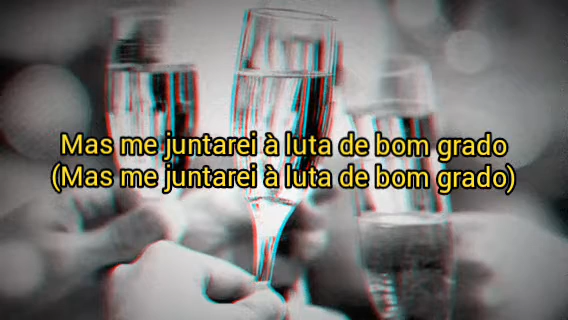 Mas me juntarei à luta de bom grado
(Mas me juntarei à luta de bom grado)